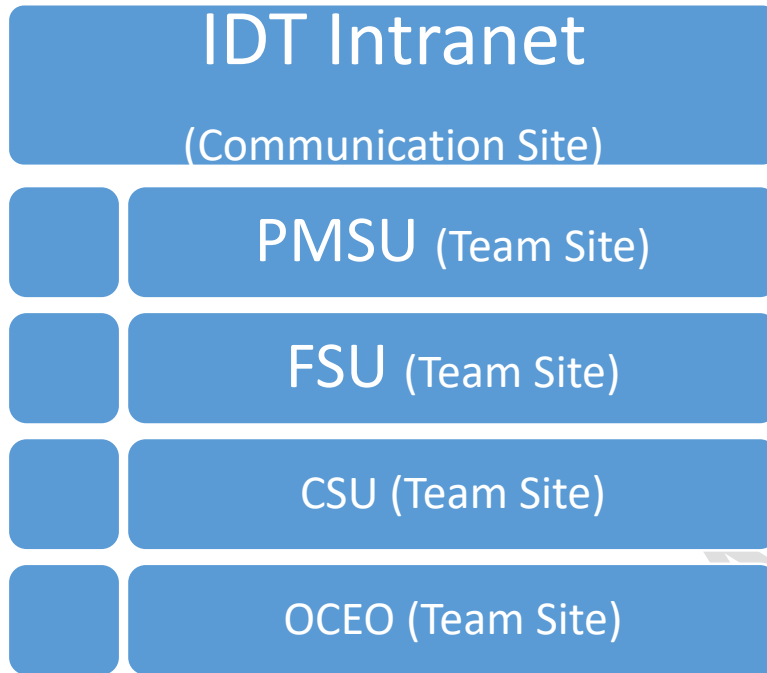 IDT Intranet
(Communication Site)
PMSU (Team Site)
FSU (Team Site)
CSU (Team Site)
OCEO (Team Site)